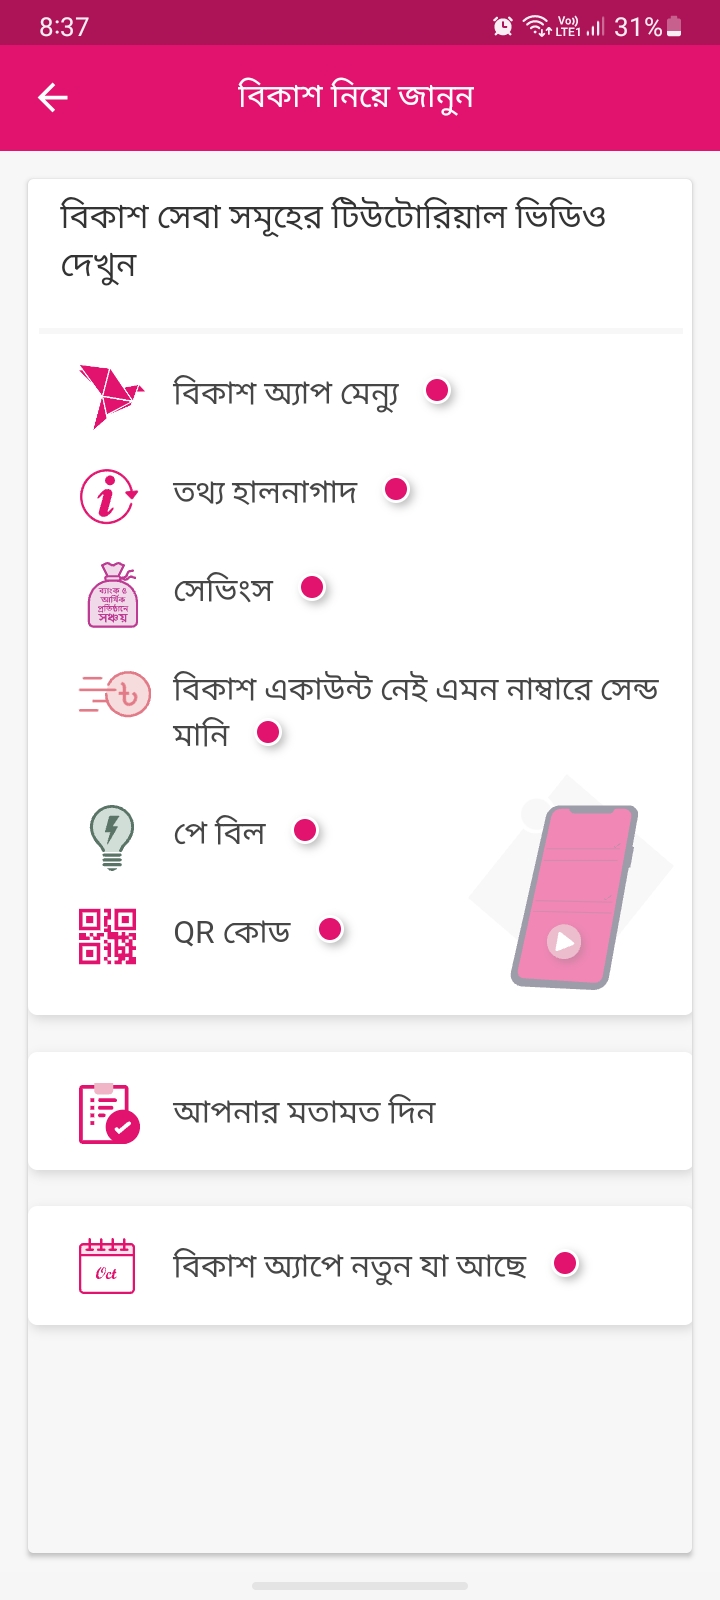 8:37
Vo))
LTE1
31%
বিকাশ নিয়ে জানুন
বিকাশ সেবা সমূহের টিউটোরিয়াল ভিডিও
দেখুন
বিকাশ অ্যাপ মেন্যু
তথ্য হালনাগাদ
ব্যাংক ও
আর্থিক
প্রতিষ্ঠানে
সঞ্চয়
সেভিংস
বিকাশ একাউন্ট নেই এমন নাম্বারে সেন্ড
মানি
পে বিল
QR কোড
আপনার মতামত দিন
Oct
বিকাশ অ্যাপে নতুন যা আছে